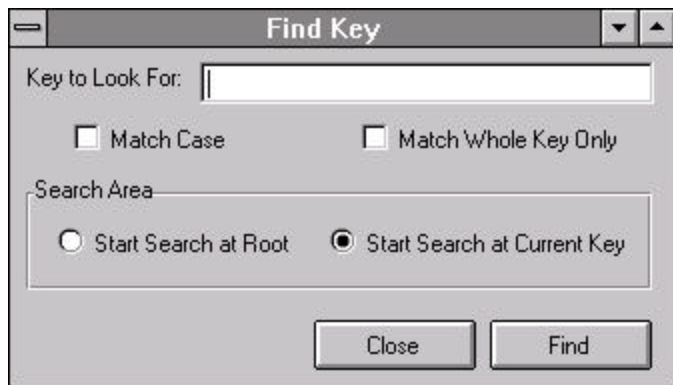 Find Key
Key to Look For:
Match Case Match Whole Key Only
Search Area
Start Search at Root Start Search at Current Key
Close Find